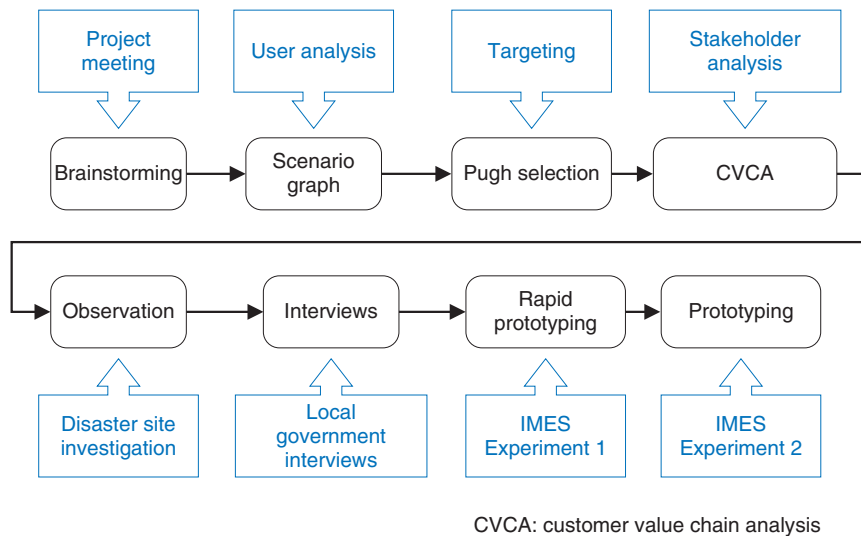 Project
meeting
User analysis
Targeting
Stakeholder
analysis
Brainstorming
Scenario
graph
Pugh selection
CVCA
Observation
Interviews
Rapid
prototyping
Prototyping
Disaster site
investigation
Local
government
interviews
IMES
Experiment 1
IMES
Experiment 2
CVCA: customer value chain analysis